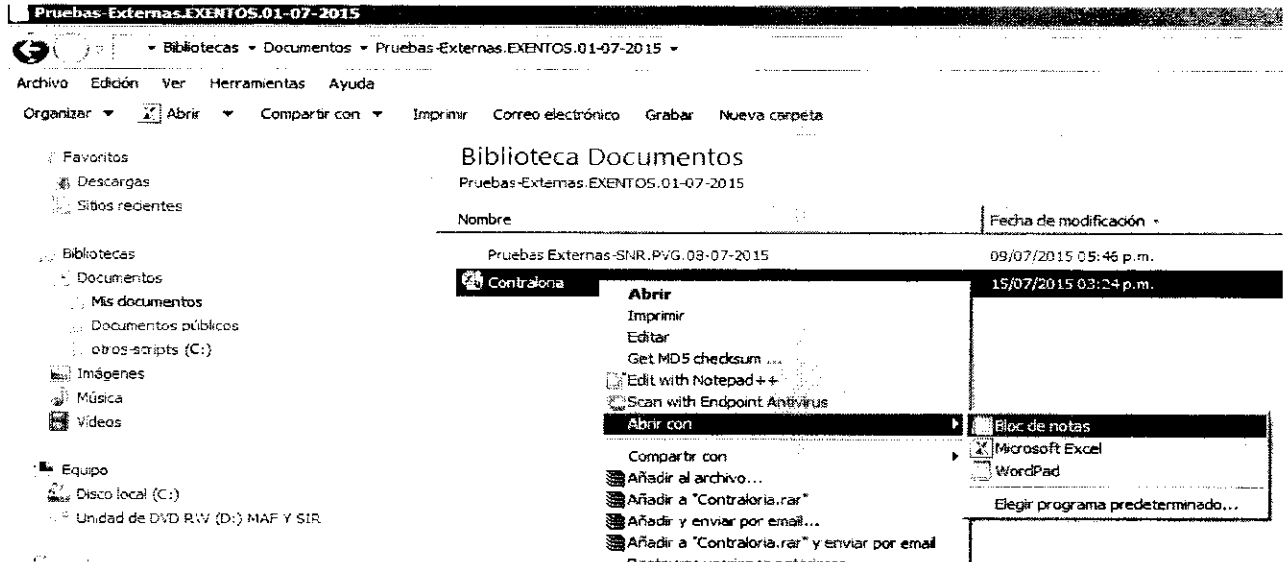 Pruebas-Externas.EXENTOS.01-07-2015
Bibliotecas Documentos Pruebas-Externas.EXENTOS.01-07-2015
Archivo Edición Ver Herramientas Ayuda
Organizar Abrir Compartir con Imprimir Correo electrónico Grabar Nueva carpeta
Favoritos
Descargas
Sitios recientes
Bibliotecas
Documentos
Mis documentos
Documentos públicos
otros-scripts (C:)
Imágenes
Música
Vídeos
Equipo
Disco local (C:)
Unidad de DVD RW (D:) MAF Y SIR
Biblioteca Documentos
Pruebas-Externas.EXENTOS.01-07-2015
Nombre Fecha de modificación
Pruebas Externas-SNR.PVG.03-07-2015 09/07/2015 05:46 p.m.
Contraloria 15/07/2015 03:24 p.m.
Abrir
Imprimir
Editar
Get MD5 checksum ...
Edit with Notepad++
Scan with Endpoint Antivirus
Abrir con
Compartir con
Añadir al archivo...
Añadir a "Contraloria.rar"
Añadir y enviar por email...
Añadir a "Contraloria.rar" y enviar por email
Bloc de notas
Microsoft Excel
WordPad
Elegir programa predeterminado...